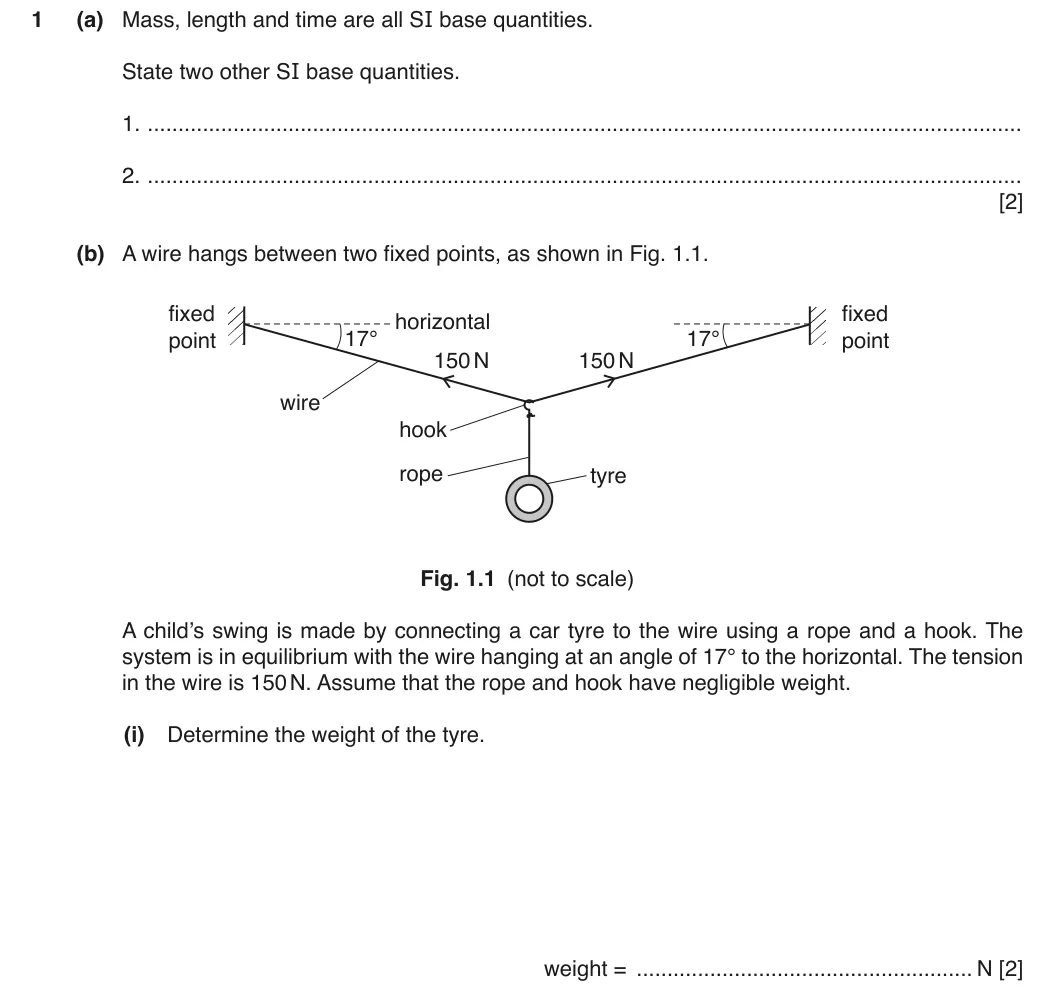 1 (a) Mass, length and time are all SI base quantities.
State two other SI base quantities.
1. ................................................................................................................................................
2. ................................................................................................................................................
[2]
(b) A wire hangs between two fixed points, as shown in Fig. 1.1.
fixed point
horizontal
17°
150 N
150 N
17°
fixed point
wire
hook
rope
tyre
Fig. 1.1 (not to scale)
A child’s swing is made by connecting a car tyre to the wire using a rope and a hook. The
system is in equilibrium with the wire hanging at an angle of 17° to the horizontal. The tension
in the wire is 150 N. Assume that the rope and hook have negligible weight.
(i) Determine the weight of the tyre.
weight = ....................................................... N [2]